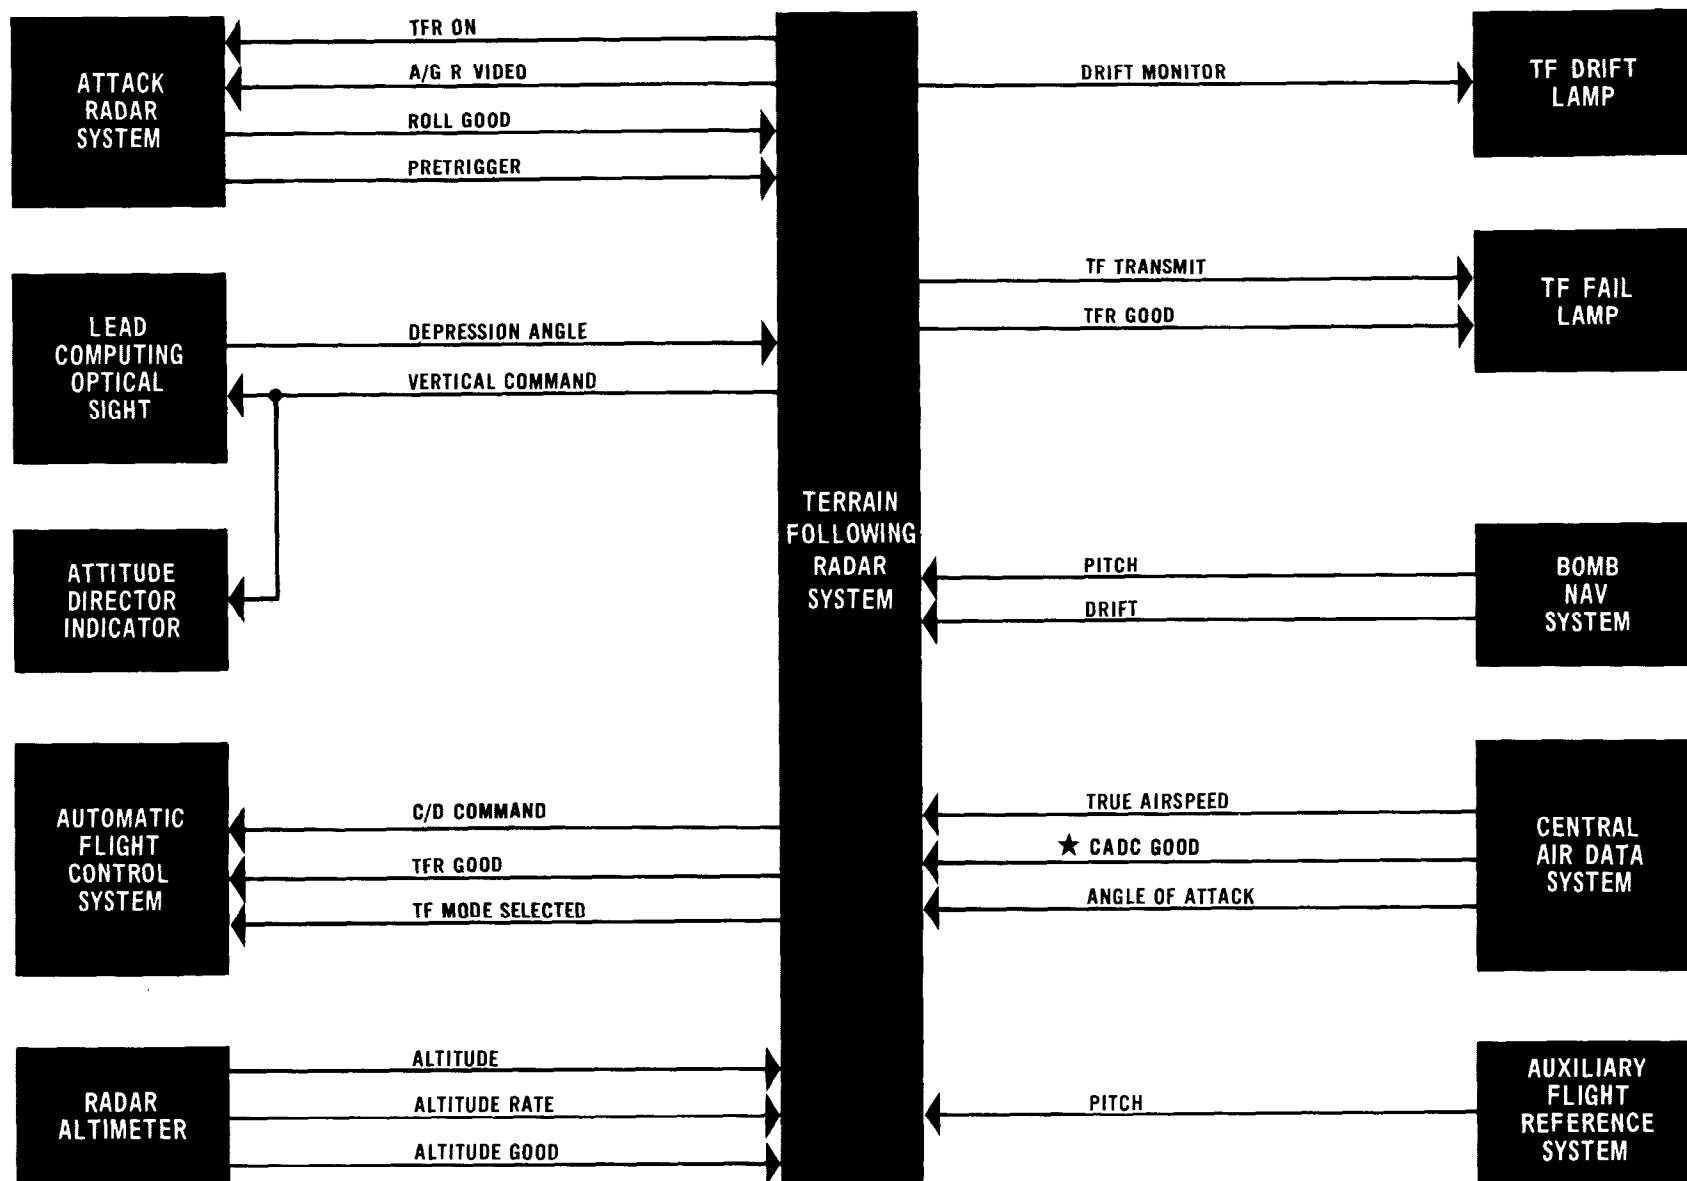 ATTACK
RADAR
SYSTEM
TFR ON
A/G R VIDEO
ROLL GOOD
PRETRIGGER
LEAD
COMPUTING
OPTICAL
SIGHT
DEPRESSION ANGLE
VERTICAL COMMAND
ATTITUDE
DIRECTOR
INDICATOR
AUTOMATIC
FLIGHT
CONTROL
SYSTEM
C/D COMMAND
TFR GOOD
TF MODE SELECTED
RADAR
ALTIMETER
ALTITUDE
ALTITUDE RATE
ALTITUDE GOOD
TERRAIN
FOLLOWING
RADAR
SYSTEM
DRIFT MONITOR
TF DRIFT
LAMP
TF TRANSMIT
TFR GOOD
TF FAIL
LAMP
PITCH
DRIFT
BOMB
NAV
SYSTEM
TRUE AIRSPEED
★ CADC GOOD
ANGLE OF ATTACK
CENTRAL
AIR DATA
SYSTEM
PITCH
AUXILIARY
FLIGHT
REFERENCE
SYSTEM